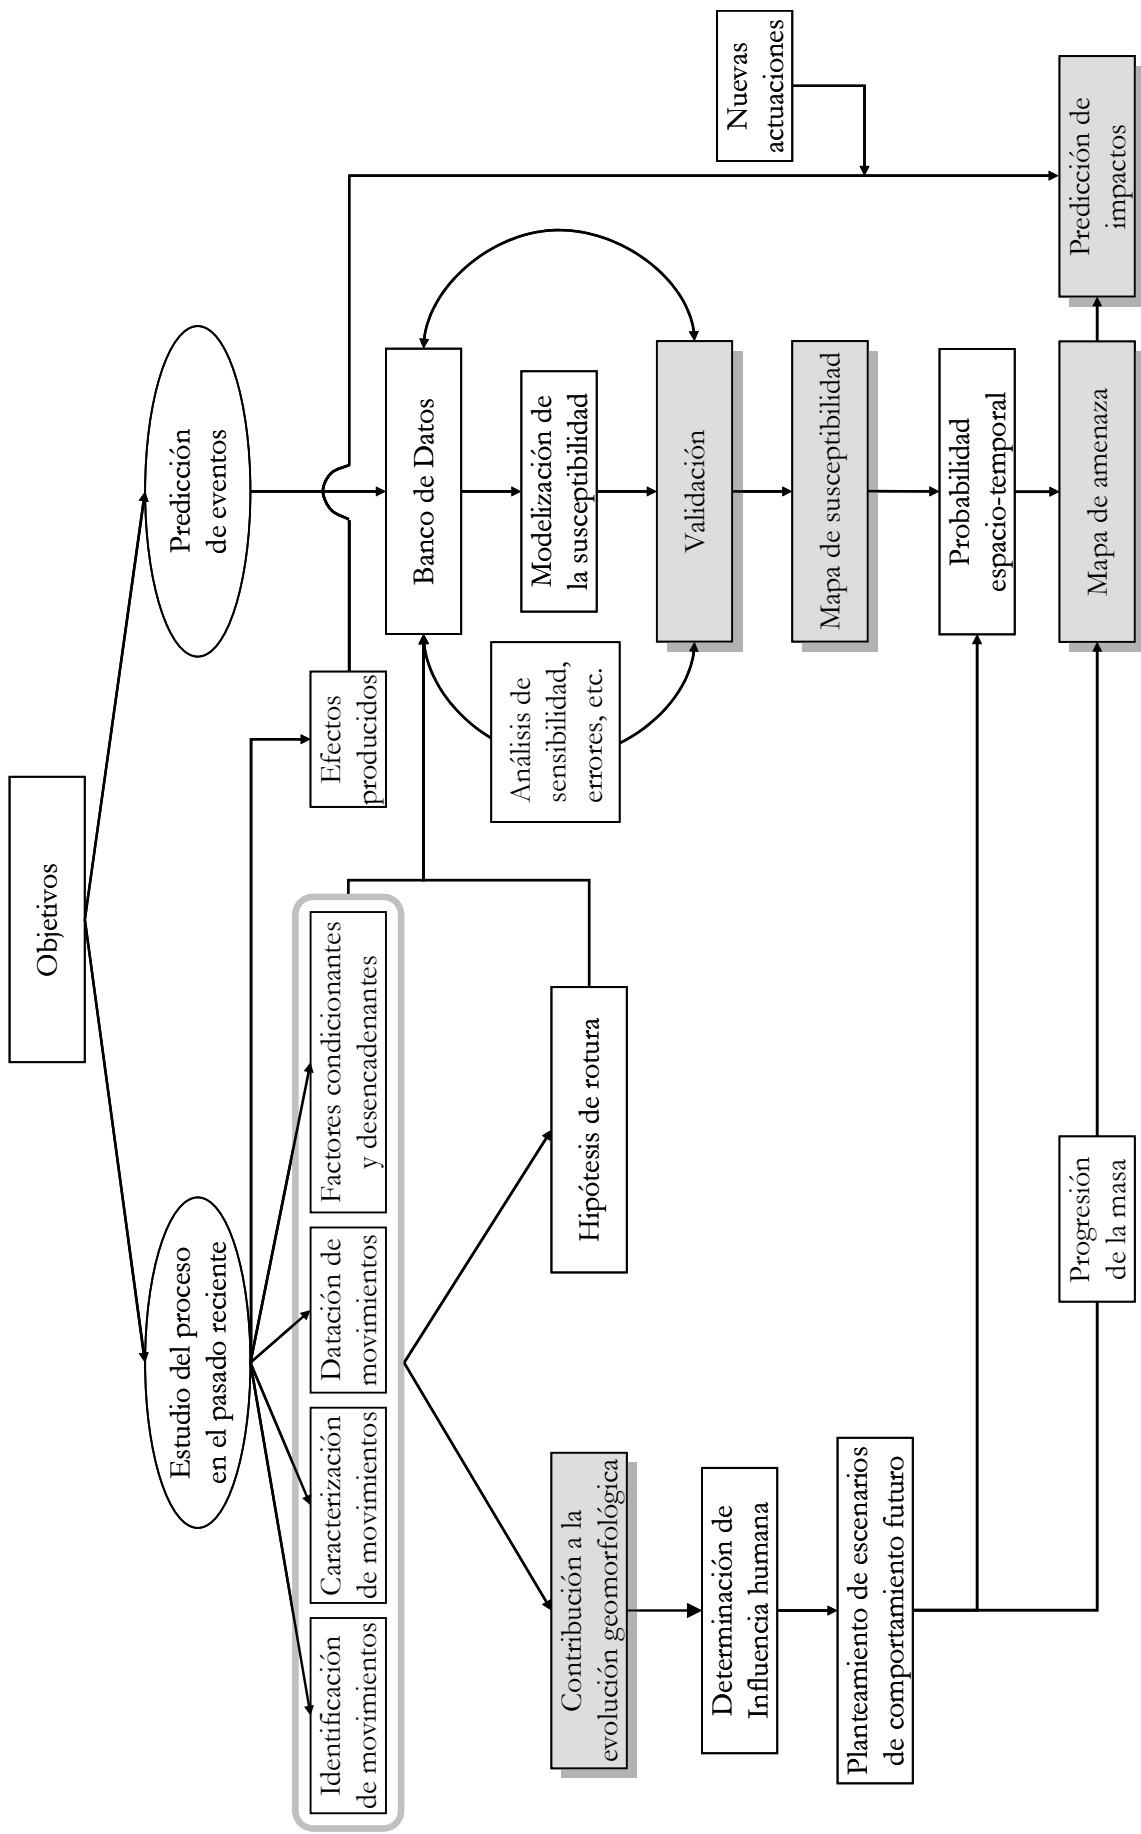 Objetivos
Estudio del proceso
en el pasado reciente
Predicción
de eventos
Identificación
de movimientos
Caracterización
de movimientos
Datación de
movimientos
Factores condicionantes
y desencadenantes
Efectos
producidos
Banco de Datos
Análisis de
sensibilidad,
errores, etc.
Modelización de
la susceptibilidad
Contribución a la
evolución geomorfológica
Hipótesis de rotura
Validación
Determinación de
Influencia humana
Nuevas
actuaciones
Mapa de susceptibilidad
Planteamiento de escenarios
de comportamiento futuro
Probabilidad
espacio-temporal
Progresión
de la masa
Mapa de amenaza
Predicción de
impactos